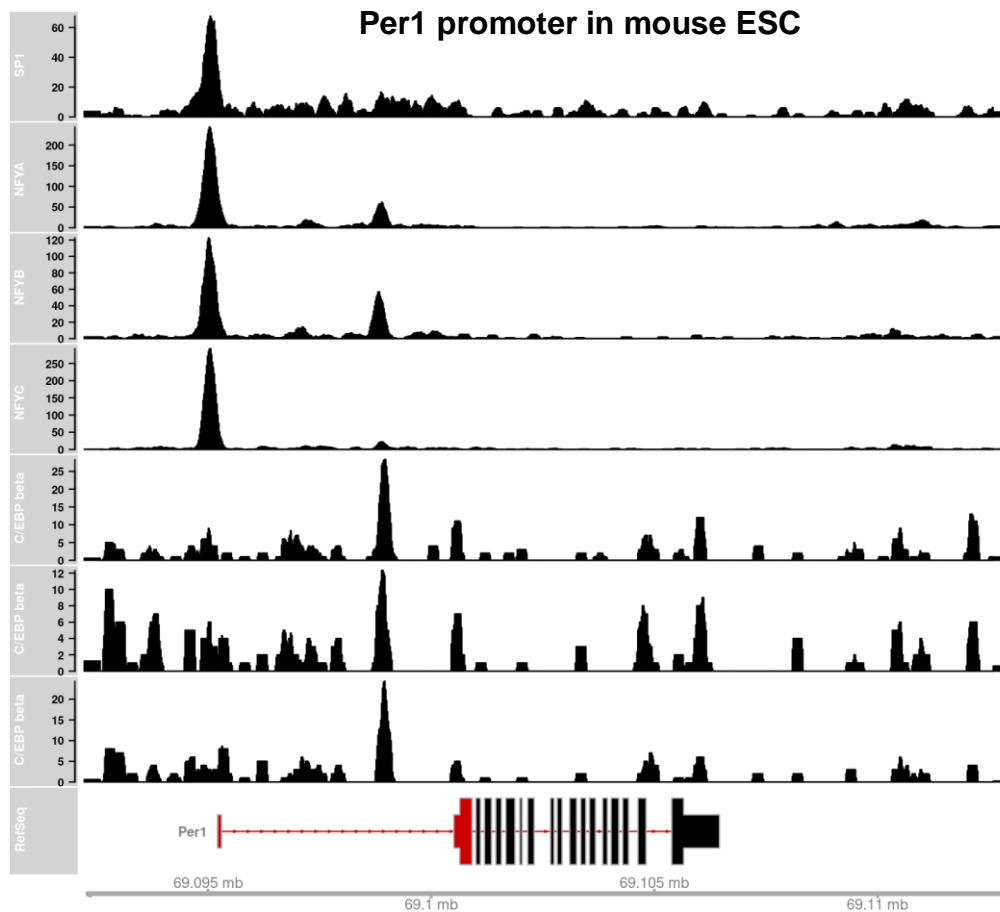 Per1 promoter in mouse ESC
SP1
60
40
20
0
NFYA
200
150
100
50
0
NFYB
120
100
80
60
40
20
0
NFYC
250
200
150
100
50
0
C/EBP beta
25
20
15
10
5
0
C/EBP beta
12
10
8
6
4
2
0
C/EBP beta
20
15
10
5
0
RefSeq
Per1
69.095 mb
69.105 mb
69.1 mb
69.11 mb